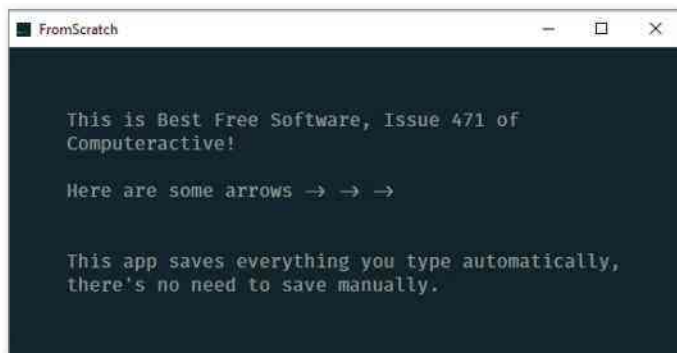 FromScratch
This is Best Free Software, Issue 471 of
Computeractive!
Here are some arrows → → →
This app saves everything you type automatically,
there's no need to save manually.